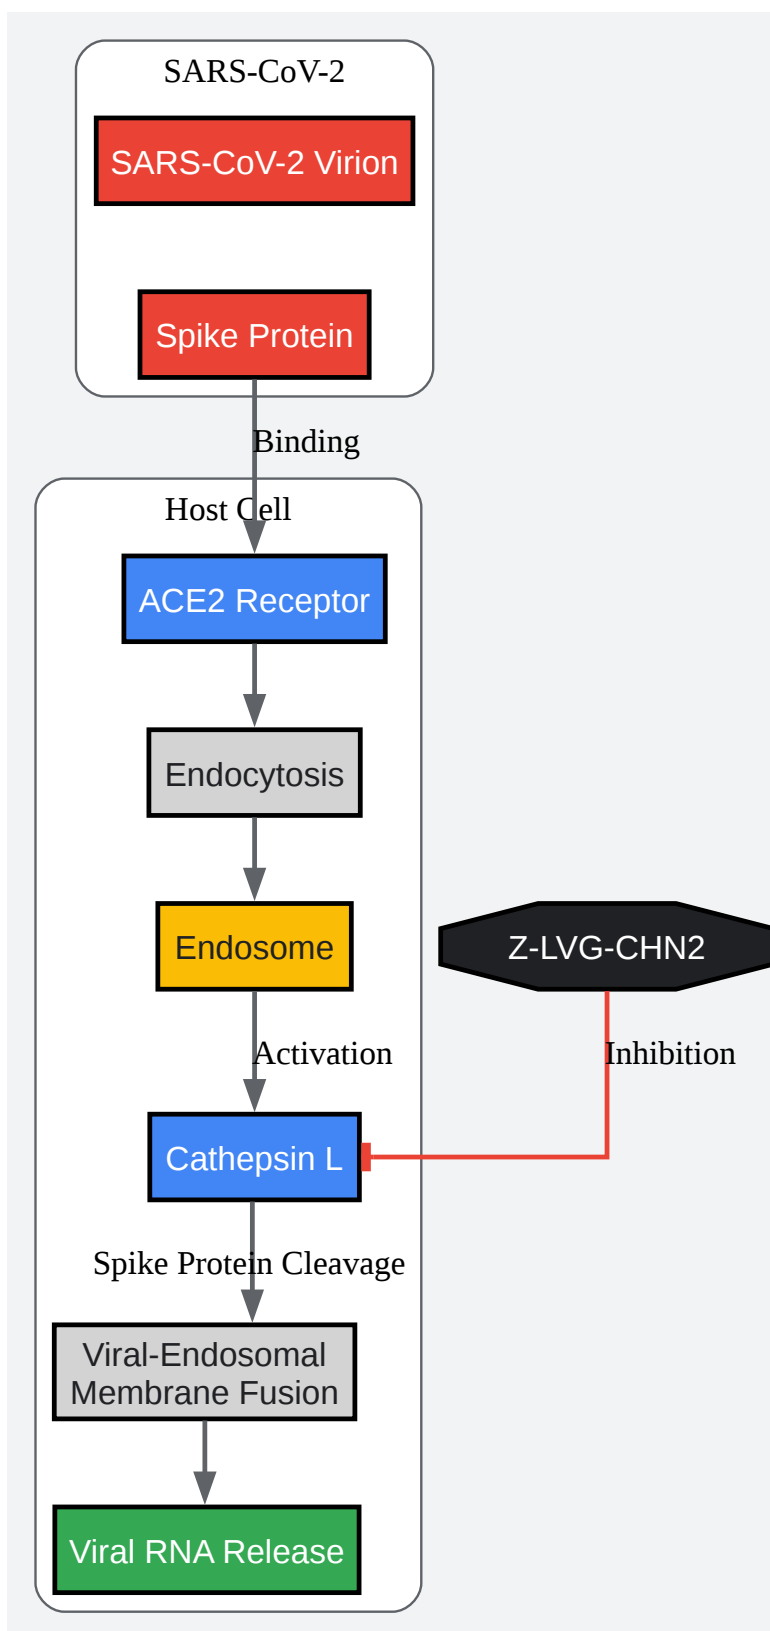 SARS-CoV-2
SARS-CoV-2 Virion
Spike Protein
Binding
Host Cell
ACE2 Receptor
Endocytosis
Endosome
Z-LVG-CHN2
Activation
Inhibition
Cathepsin L
Spike Protein Cleavage
Viral-Endosomal
Membrane Fusion
Viral RNA Release